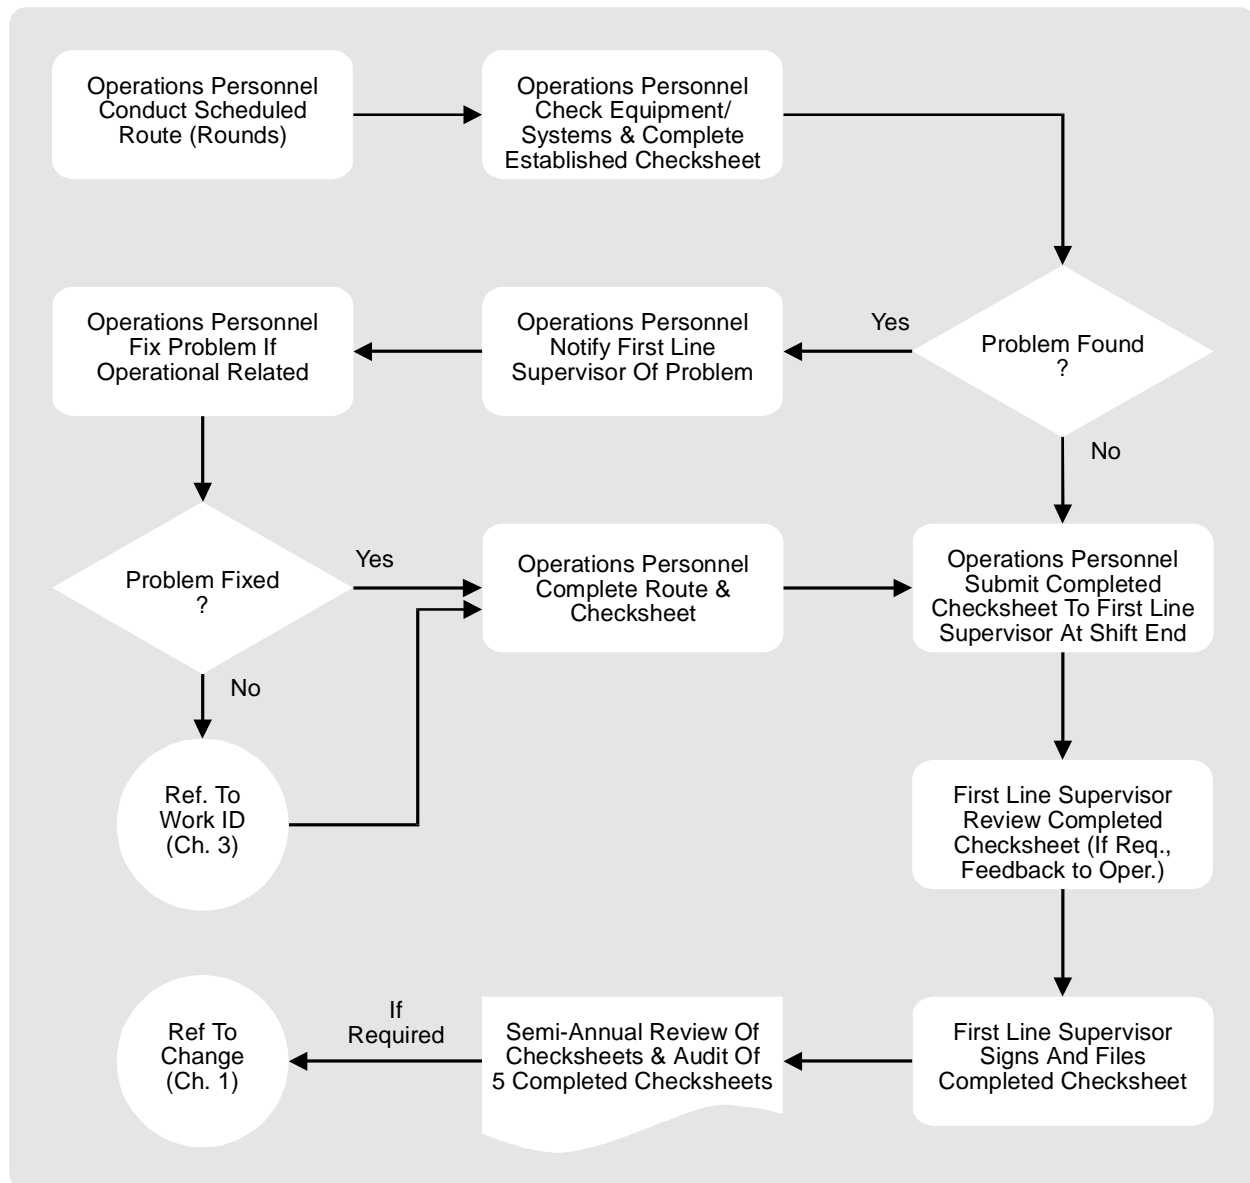 Operations Personnel
Conduct Scheduled
Route (Rounds)
Operations Personnel
Check Equipment/
Systems & Complete
Established Checksheet
Problem Found
?
Yes
No
Operations Personnel
Notify First Line
Supervisor Of Problem
Operations Personnel
Fix Problem If
Operational Related
Problem Fixed
?
Yes
No
Operations Personnel
Complete Route &
Checksheet
Operations Personnel
Submit Completed
Checksheet To First Line
Supervisor At Shift End
Ref. To
Work ID
(Ch. 3)
First Line Supervisor
Review Completed
Checksheet (If Req.,
Feedback to Oper.)
First Line Supervisor
Signs And Files
Completed Checksheet
Semi-Annual Review Of
Checksheets & Audit Of
5 Completed Checksheets
If
Required
Ref To
Change
(Ch. 1)